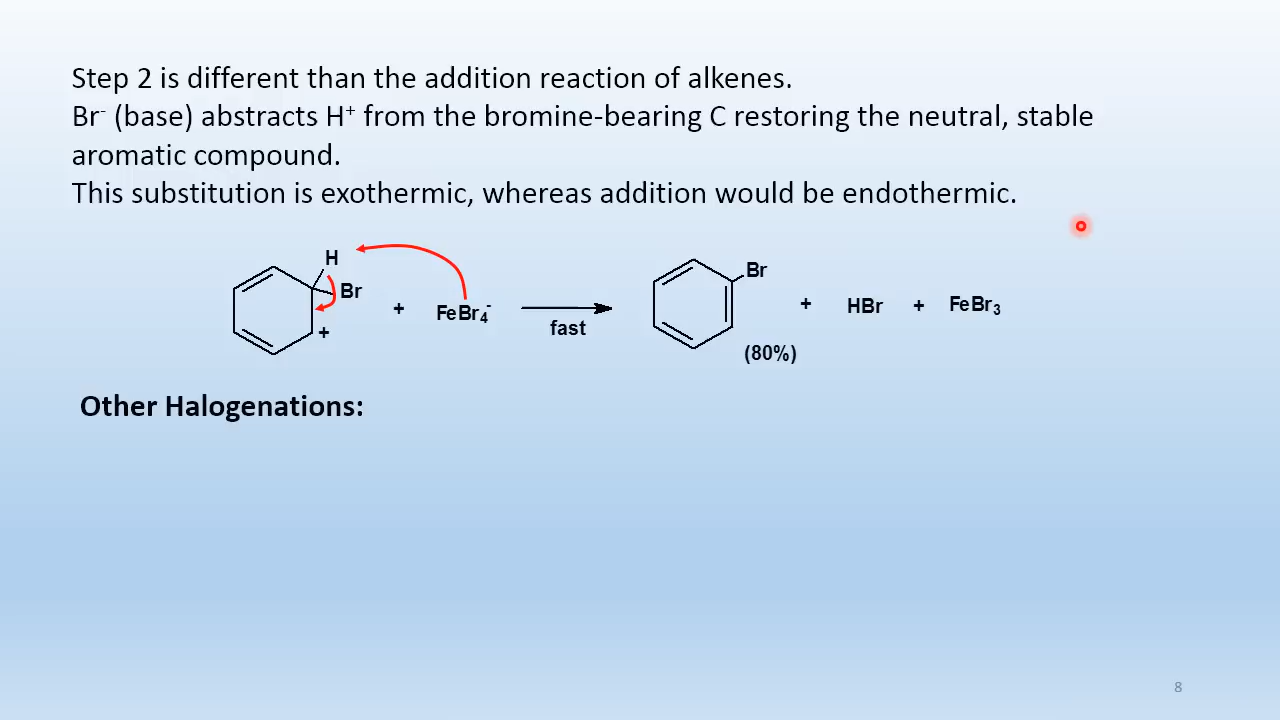 Step 2 is different than the addition reaction of alkenes.
Br⁻ (base) abstracts H⁺ from the bromine-bearing C restoring the neutral, stable
aromatic compound.
This substitution is exothermic, whereas addition would be endothermic.
H
Br
+
+ FeBr₄⁻
fast
Br
(80%)
+ HBr + FeBr₃
Other Halogenations:
8